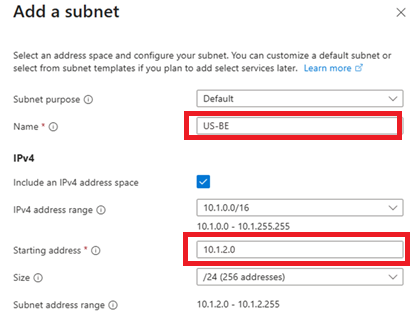 Add a subnet
Select an address space and configure your subnet. You can customize a default subnet or
select from subnet templates if you plan to add select services later. Learn more
Subnet purpose
Default
Name *
US-BE
IPv4
Include an IPv4 address space
IPv4 address range
10.1.0.0/16
10.1.0.0 - 10.1.255.255
Starting address *
10.1.2.0
Size
/24 (256 addresses)
Subnet address range
10.1.2.0 - 10.1.2.255